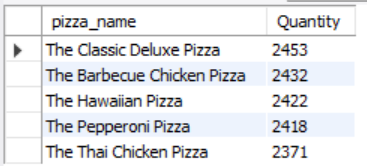 pizza_name Quantity
The Classic Deluxe Pizza 2453
The Barbecue Chicken Pizza 2432
The Hawaiian Pizza 2422
The Pepperoni Pizza 2418
The Thai Chicken Pizza 2371